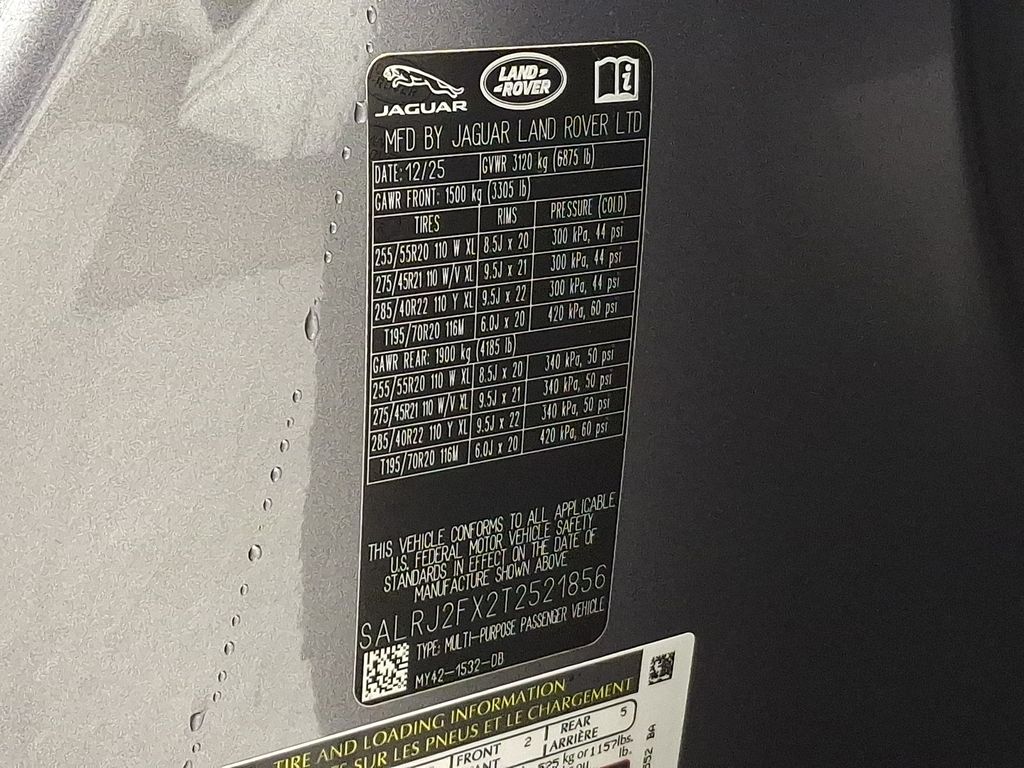 JAGUAR
LAND ROVER
MFD BY JAGUAR LAND ROVER LTD
DATE: 12/25 GVWR 3120 kg (6875 lb)
GAWR FRONT: 1500 kg (3305 lb)
TIRES RIMS PRESSURE (COLD)
255/55R20 110 W XL 8.5J x 20 300 kPa, 44 psi
275/45R21 110 W/V XL 9.5J x 21 300 kPa, 44 psi
285/40R22 110 Y XL 9.5J x 22 300 kPa, 44 psi
T195/70R20 116M 6.0J x 20 420 kPa, 60 psi
GAWR REAR: 1900 kg (4185 lb)
255/55R20 110 W XL 8.5J x 20 340 kPa, 50 psi
275/45R21 110 W/V XL 9.5J x 21 340 kPa, 50 psi
285/40R22 110 Y XL 9.5J x 22 340 kPa, 50 psi
T195/70R20 116M 6.0J x 20 420 kPa, 60 psi
THIS VEHICLE CONFORMS TO ALL APPLICABLE
U.S. FEDERAL MOTOR VEHICLE SAFETY
STANDARDS IN EFFECT ON THE DATE OF
MANUFACTURE SHOWN ABOVE
SALRJ2FX2T2521856
TYPE: MULTI-PURPOSE PASSENGER VEHICLE
MY42-1532-DB
TIRE AND LOADING INFORMATION
SUR LES PNEUS ET LE CHARGEMENT
FRONT 2 REAR 5
ARRIÈRE
525 kg or 1157lbs.
lb.
BA